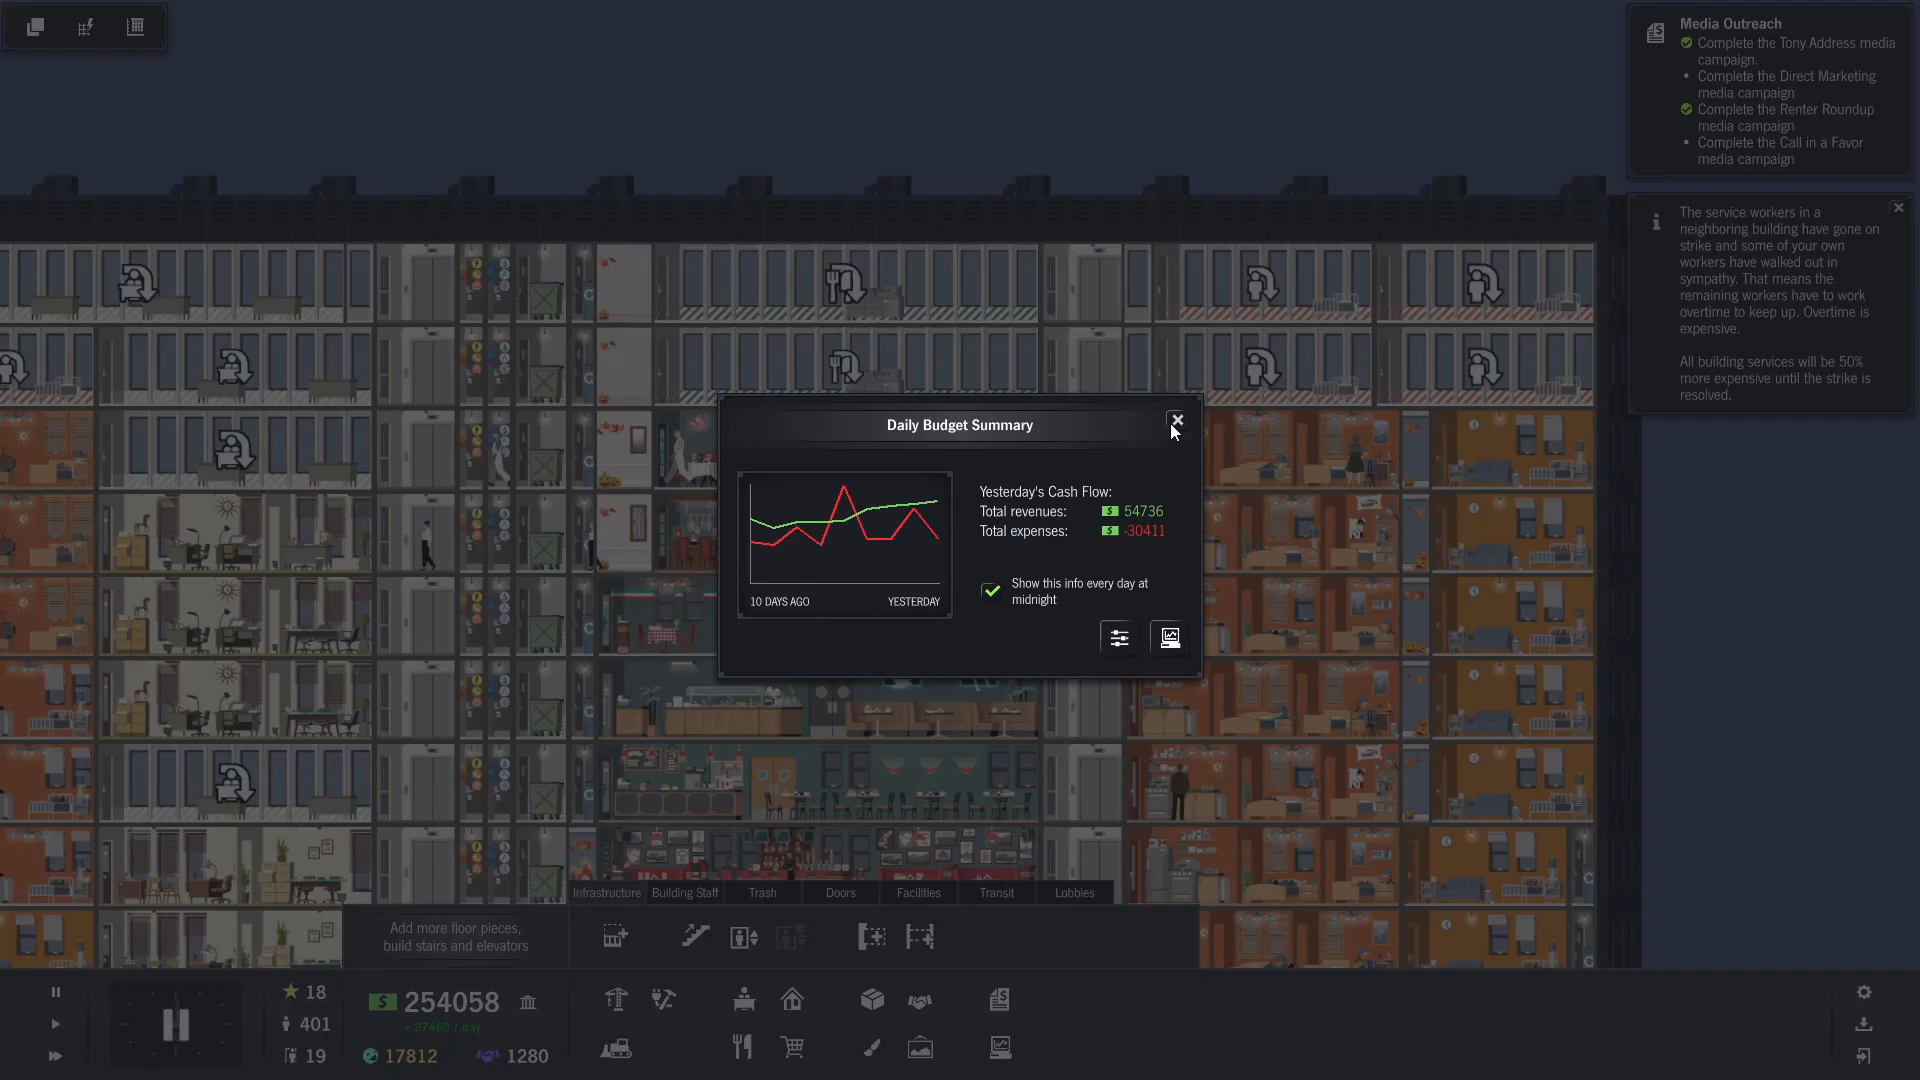 Media Outreach
Complete the Tony Address media
campaign.
• Complete the Direct Marketing
media campaign
Complete the Renter Roundup
media campaign
• Complete the Call in a Favor
media campaign
The service workers in a
neighboring building have gone on
strike and some of your own
workers have walked out in
sympathy. That means the
remaining workers have to work
overtime to keep up. Overtime is
expensive.
All building services will be 50%
more expensive until the strike is
resolved.
Daily Budget Summary
Yesterday's Cash Flow:
Total revenues: $ 54736
Total expenses: $ -30411
Show this info every day at
midnight
10 DAYS AGO YESTERDAY
Infrastructure Building Staff Trash Doors Facilities Transit Lobbies
Add more floor pieces,
build stairs and elevators
18
$ 254058
401
+ 27460 / day
19
17812
1280